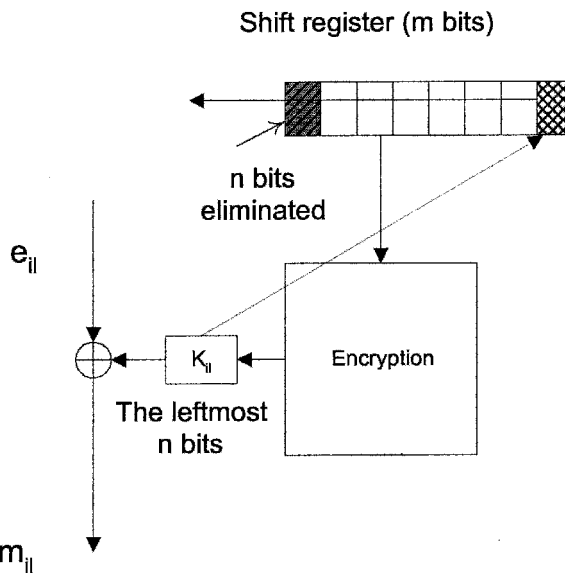 Shift register (m bits)
n bits
eliminated
e_il
K_il
Encryption
The leftmost
n bits
m_il